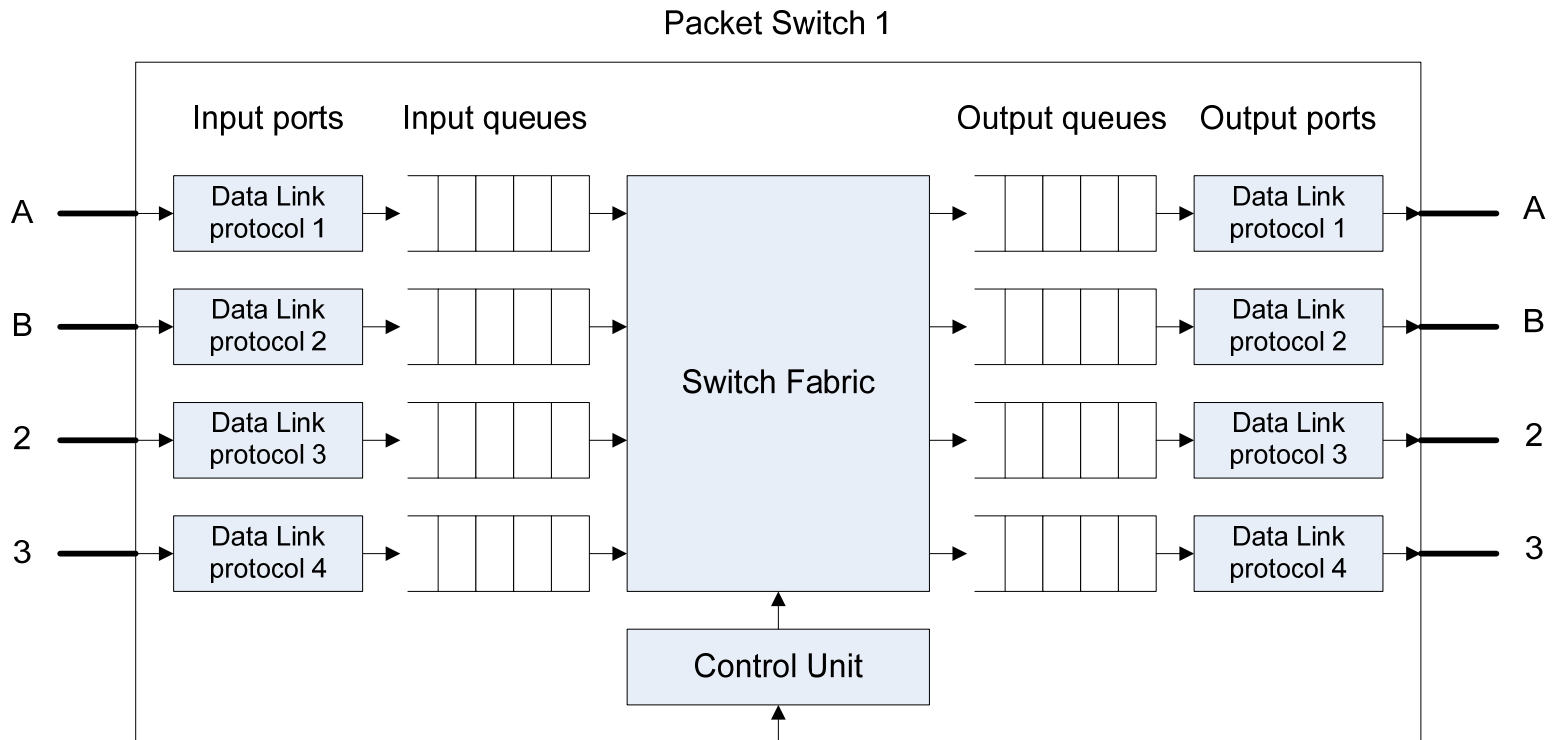 Packet Switch 1
Input ports
Input queues
Output queues
Output ports
A
Data Link
protocol 1
Data Link
protocol 1
A
B
Data Link
protocol 2
Data Link
protocol 2
B
Switch Fabric
2
Data Link
protocol 3
Data Link
protocol 3
2
3
Data Link
protocol 4
Data Link
protocol 4
3
Control Unit